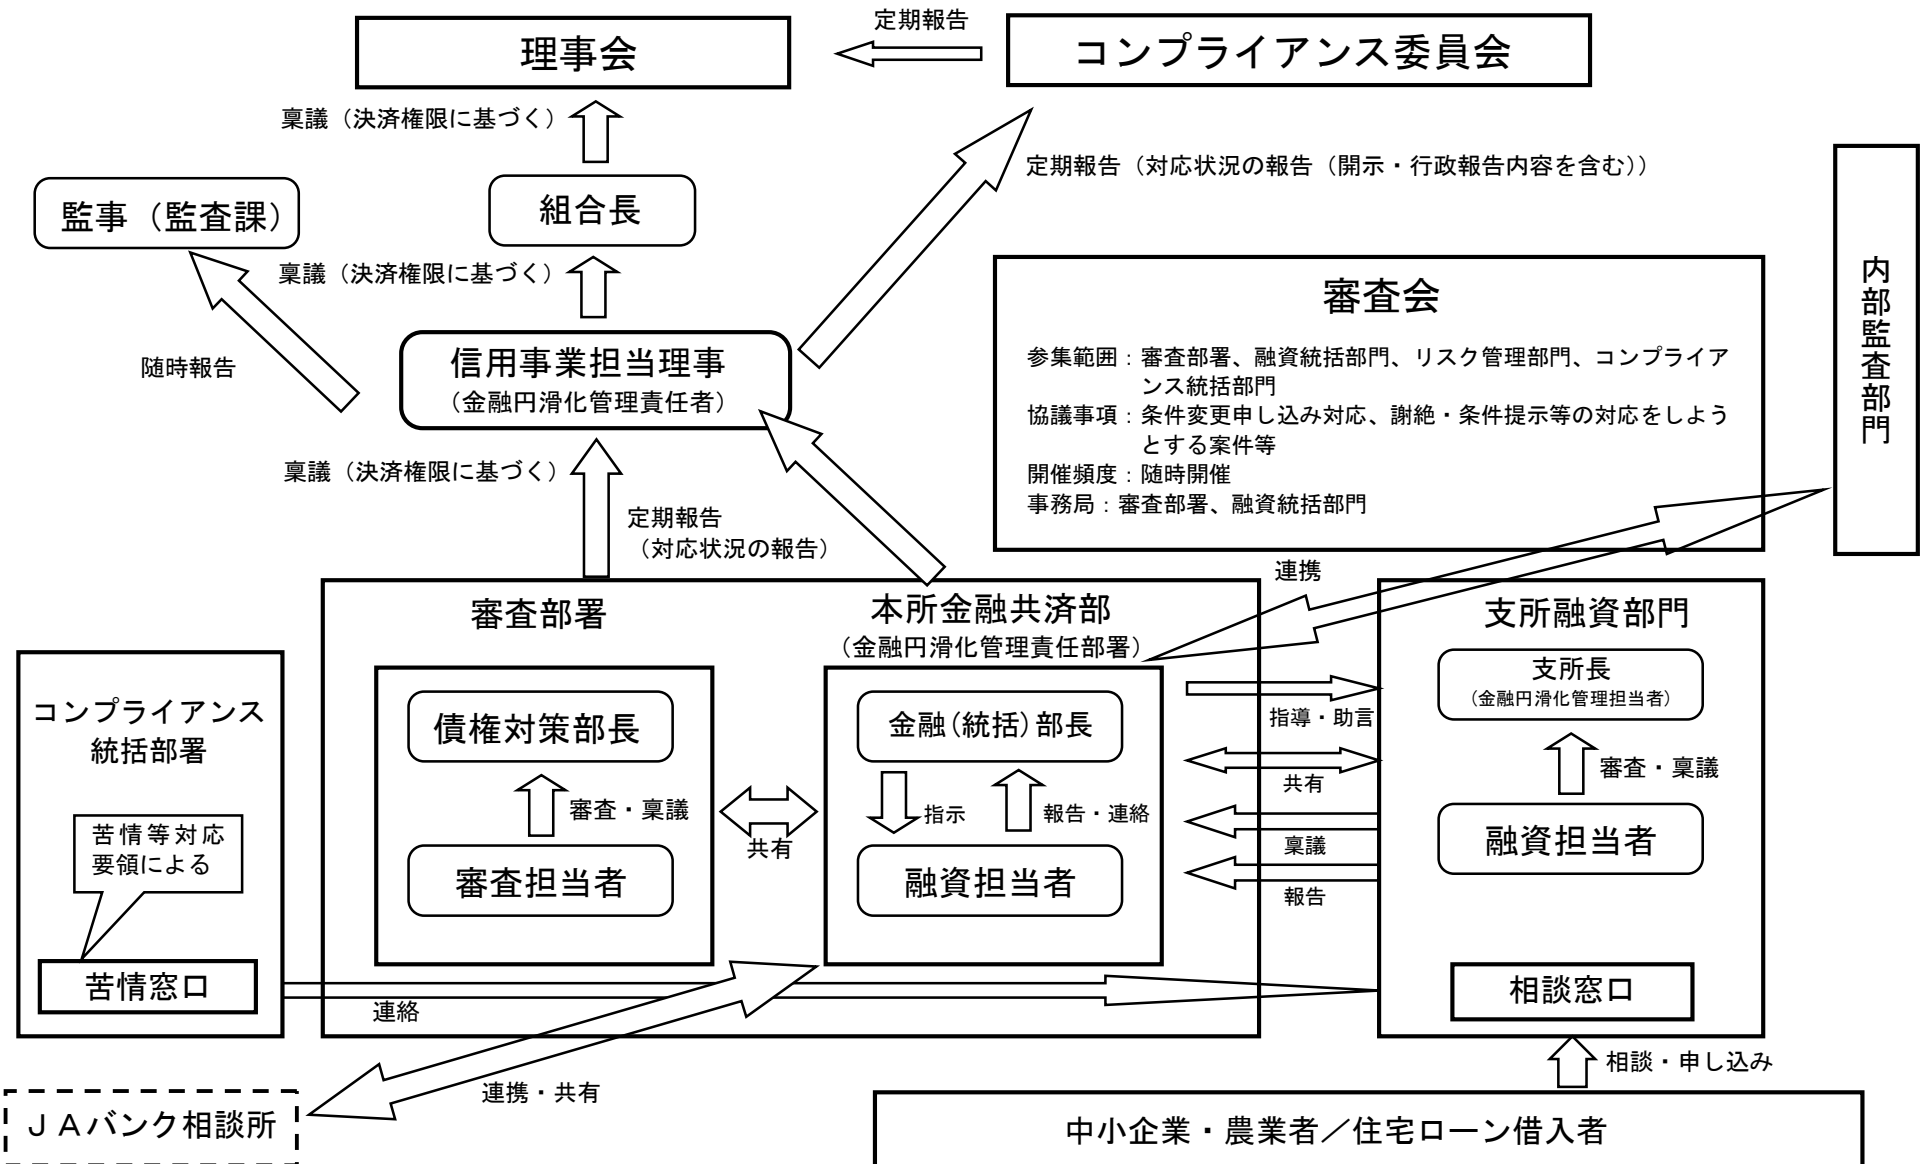 定期報告
理事会
コンプライアンス委員会
稟議（決済権限に基づく）
定期報告（対応状況の報告（開示・行政報告内容を含む））
監事（監査課）
組合長
稟議（決済権限に基づく）
内部監査部門
審査会
参集範囲：審査部署、融資統括部門、リスク管理部門、コンプライア
ンス統括部門
協議事項：条件変更申し込み対応、謝絶・条件提示等の対応をしよう
とする案件等
開催頻度：随時開催
事務局：審査部署、融資統括部門
随時報告
信用事業担当理事
（金融円滑化管理責任者）
稟議（決済権限に基づく）
定期報告
（対応状況の報告）
連携
審査部署
本所金融共済部
（金融円滑化管理責任部署）
支所融資部門
支所長
（金融円滑化管理担当者）
コンプライアンス
統括部署
債権対策部長
金融（統括）部長
指導・助言
審査・稟議
共有
審査・稟議
指示
報告・連絡
苦情等対応
要領による
共有
稟議
融資担当者
審査担当者
融資担当者
報告
苦情窓口
連絡
相談窓口
相談・申し込み
連携・共有
ＪＡバンク相談所
中小企業・農業者／住宅ローン借入者